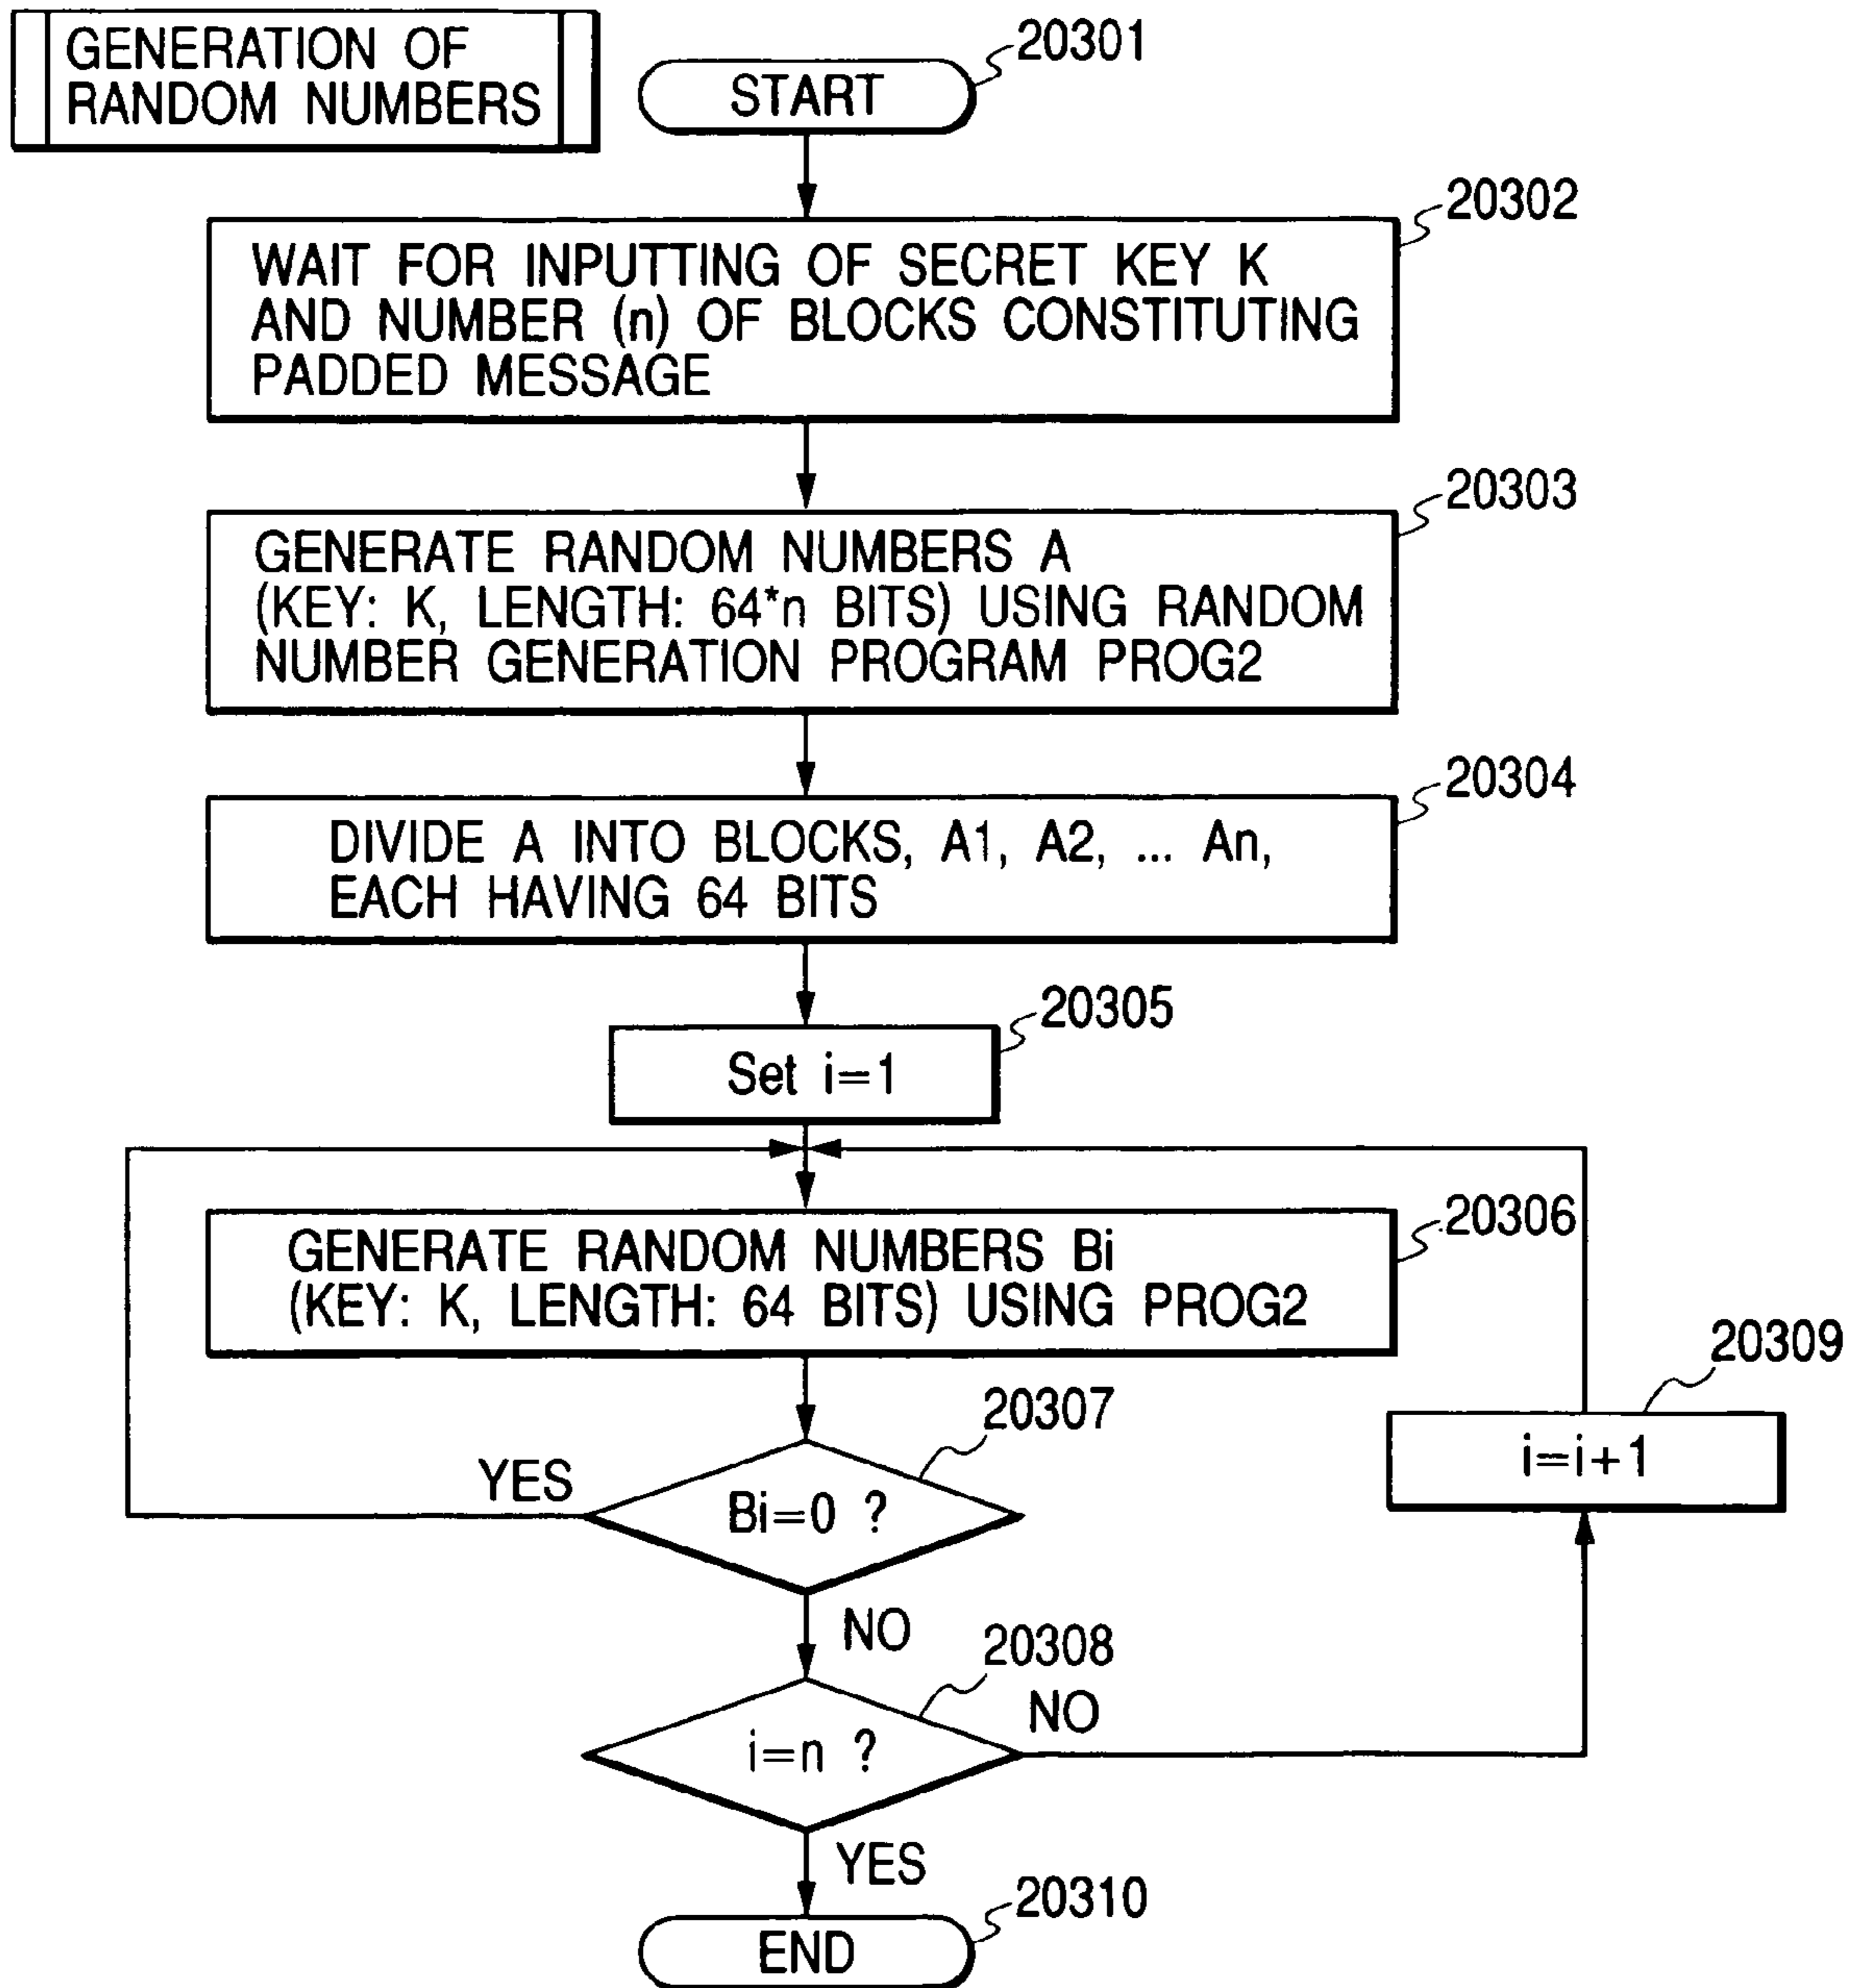 GENERATION OF
RANDOM NUMBERS
START
20301
20302
WAIT FOR INPUTTING OF SECRET KEY K
AND NUMBER (n) OF BLOCKS CONSTITUTING
PADDED MESSAGE
20303
GENERATE RANDOM NUMBERS A
(KEY: K, LENGTH: 64*n BITS) USING RANDOM
NUMBER GENERATION PROGRAM PROG2
20304
DIVIDE A INTO BLOCKS, A1, A2, ... An,
EACH HAVING 64 BITS
20305
Set i=1
20306
GENERATE RANDOM NUMBERS Bi
(KEY: K, LENGTH: 64 BITS) USING PROG2
20307
Bi=0 ?
YES
NO
20308
i=n ?
NO
20309
i=i+1
YES
20310
END